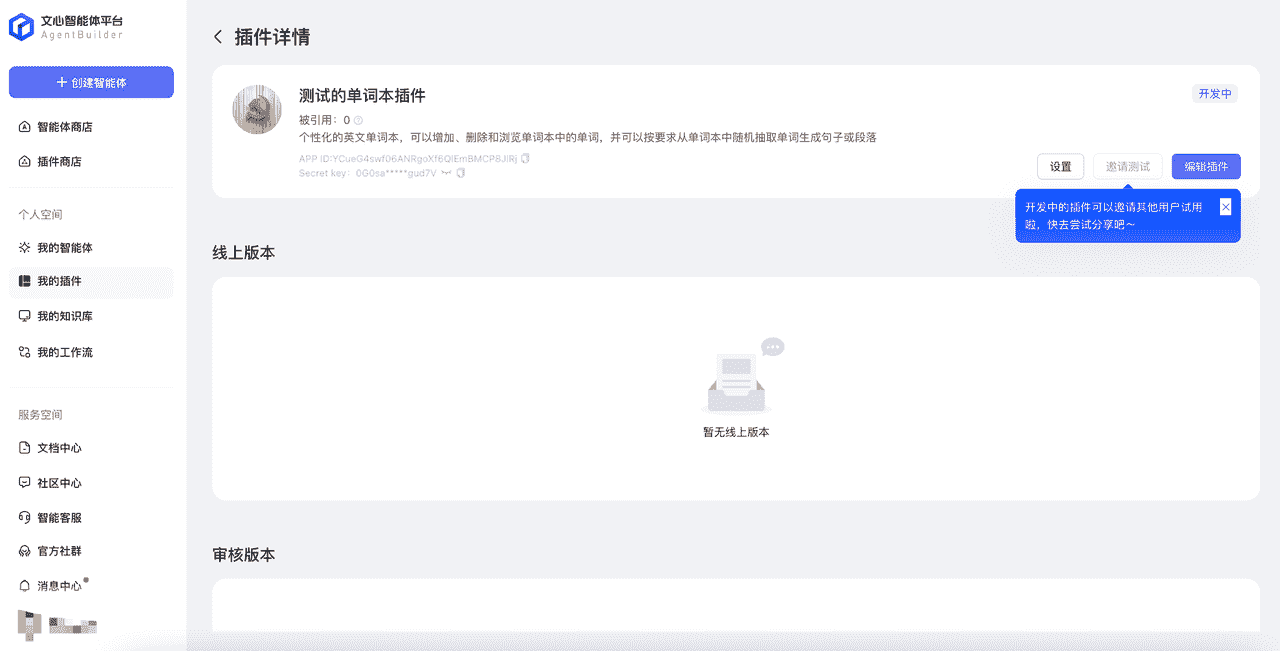 文心智能体平台
AgentBuilder
创建智能体
智能体商店
插件商店
个人空间
我的智能体
我的插件
我的知识库
我的工作流
服务空间
文档中心
社区中心
智能客服
官方社群
消息中心
插件详情
测试的单词本插件
开发中
被引用：0
个性化的英文单词本，可以增加、删除和浏览单词本中的单词，并可以按要求从单词本中随机抽取单词生成句子或段落
APP ID:YCueG4swf06ANRgoXf6QIEmBMCP8JIRj
Secret key：0G0sa*****gud7V
设置
邀请测试
编辑插件
开发中的插件可以邀请其他用户试用
啦，快去尝试分享吧～
线上版本
暂无线上版本
审核版本